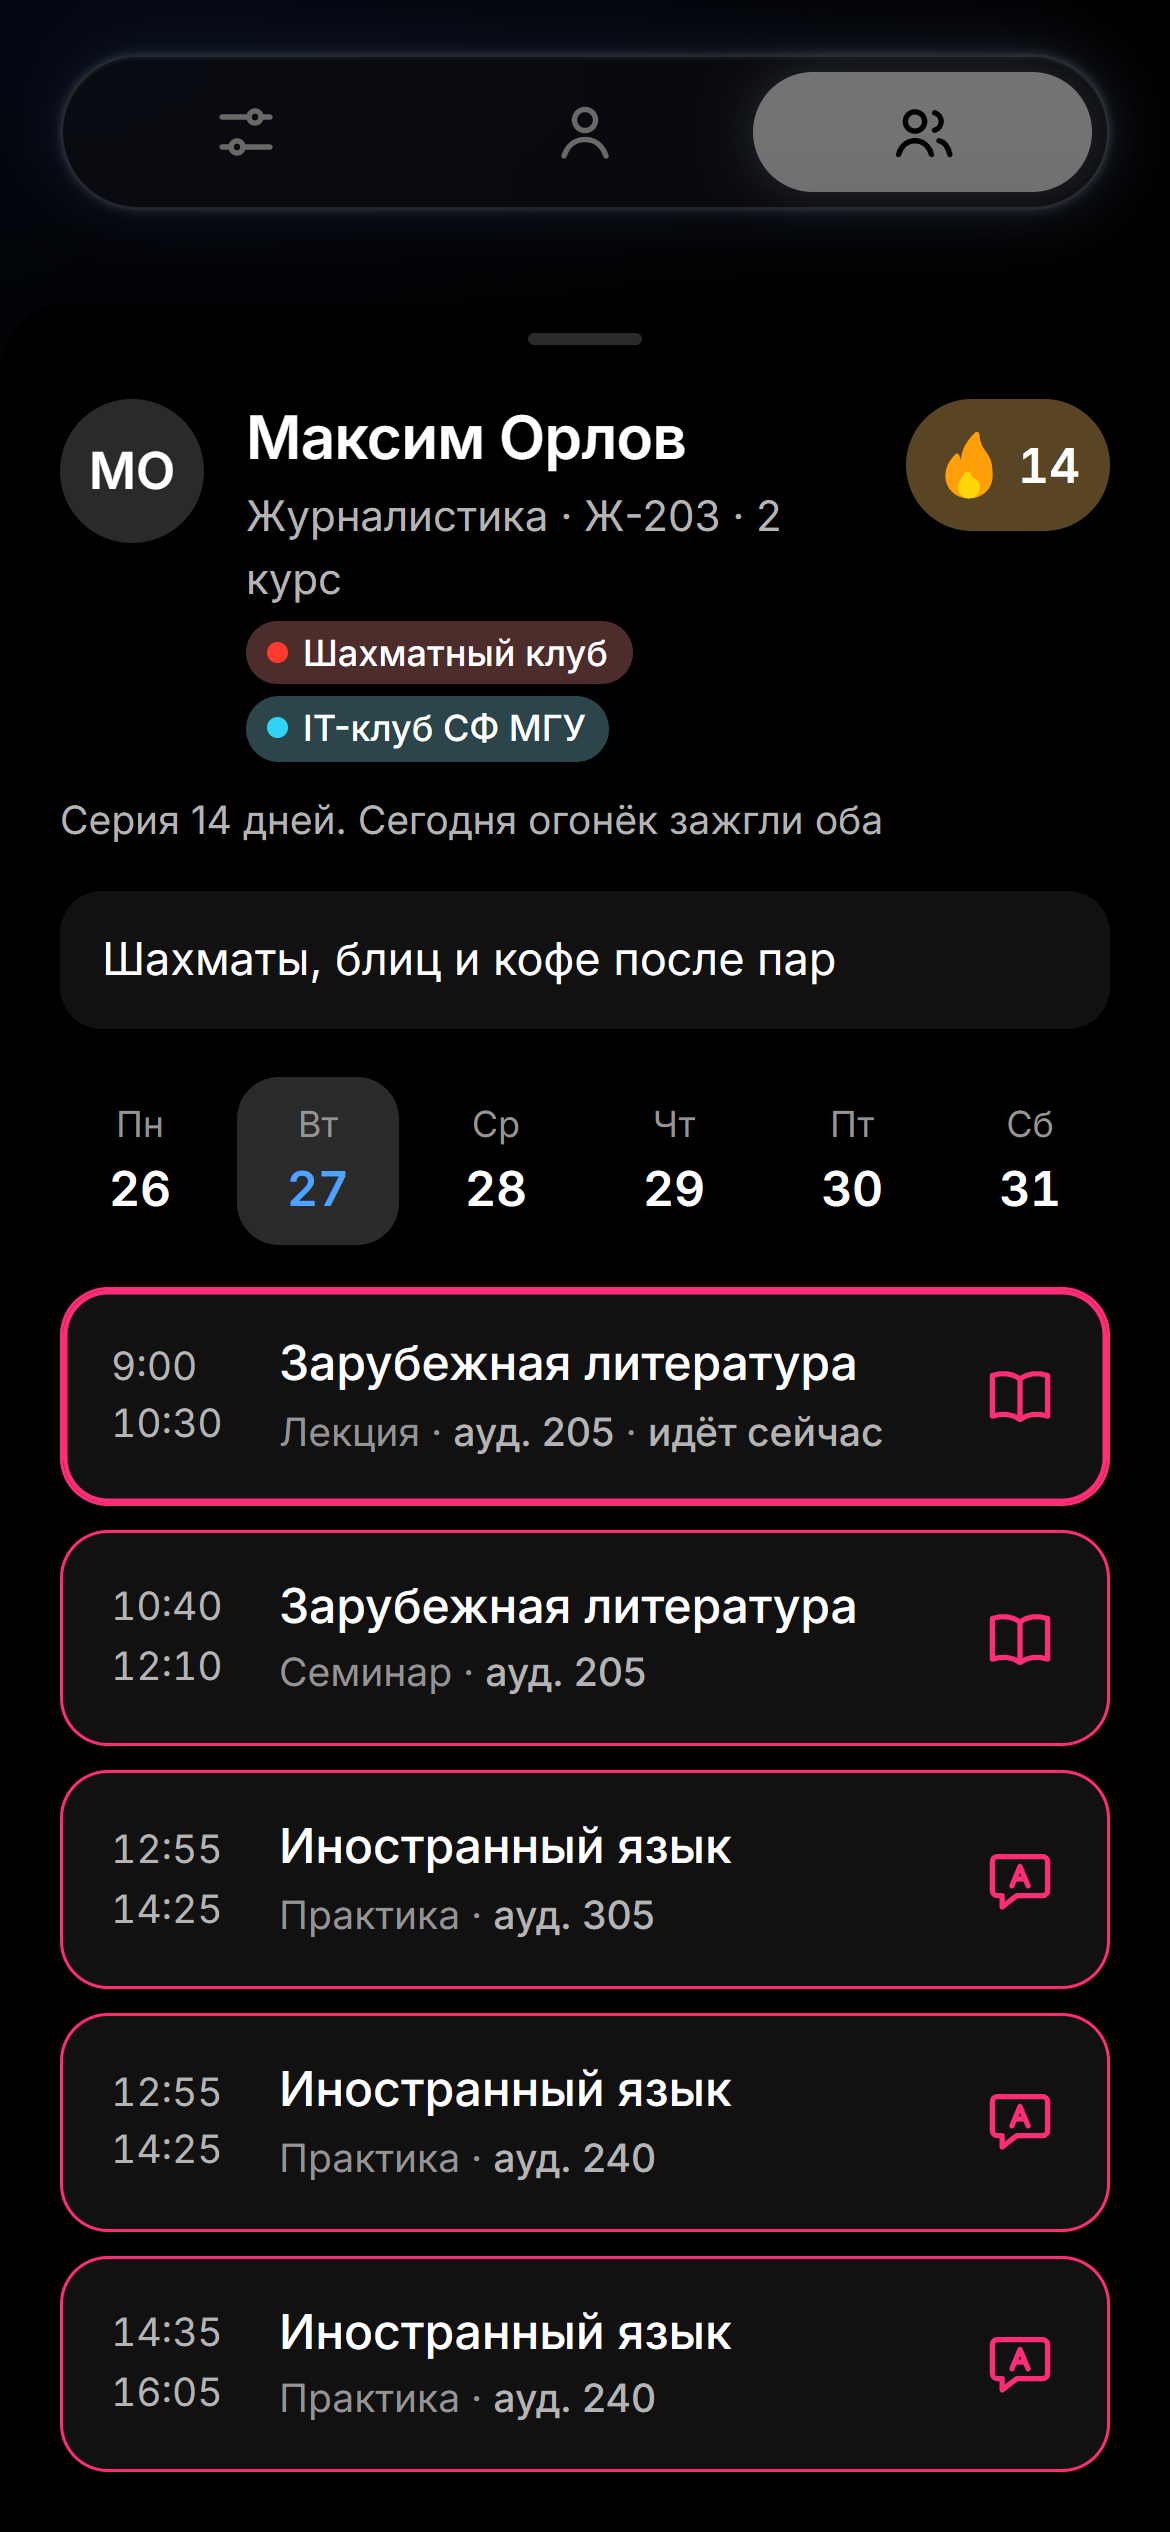 МО
Максим Орлов
14
Журналистика · Ж-203 · 2
курс
Шахматный клуб
IT-клуб СФ МГУ
Серия 14 дней. Сегодня огонёк зажгли оба
Шахматы, блиц и кофе после пар
Пн Вт Ср Чт Пт Сб
26 27 28 29 30 31
9:00 Зарубежная литература
10:30 Лекция · ауд. 205 · идёт сейчас
10:40 Зарубежная литература
12:10 Семинар · ауд. 205
12:55 Иностранный язык
14:25 Практика · ауд. 305
12:55 Иностранный язык
14:25 Практика · ауд. 240
14:35 Иностранный язык
16:05 Практика · ауд. 240